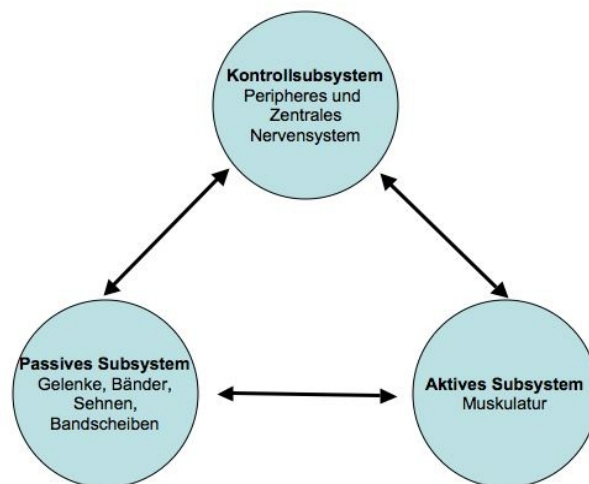 Kontrollsubsystem
Peripheres und
Zentrales
Nervensystem
Passives Subsystem
Gelenke, Bänder,
Sehnen,
Bandscheiben
Aktives Subsystem
Muskulatur